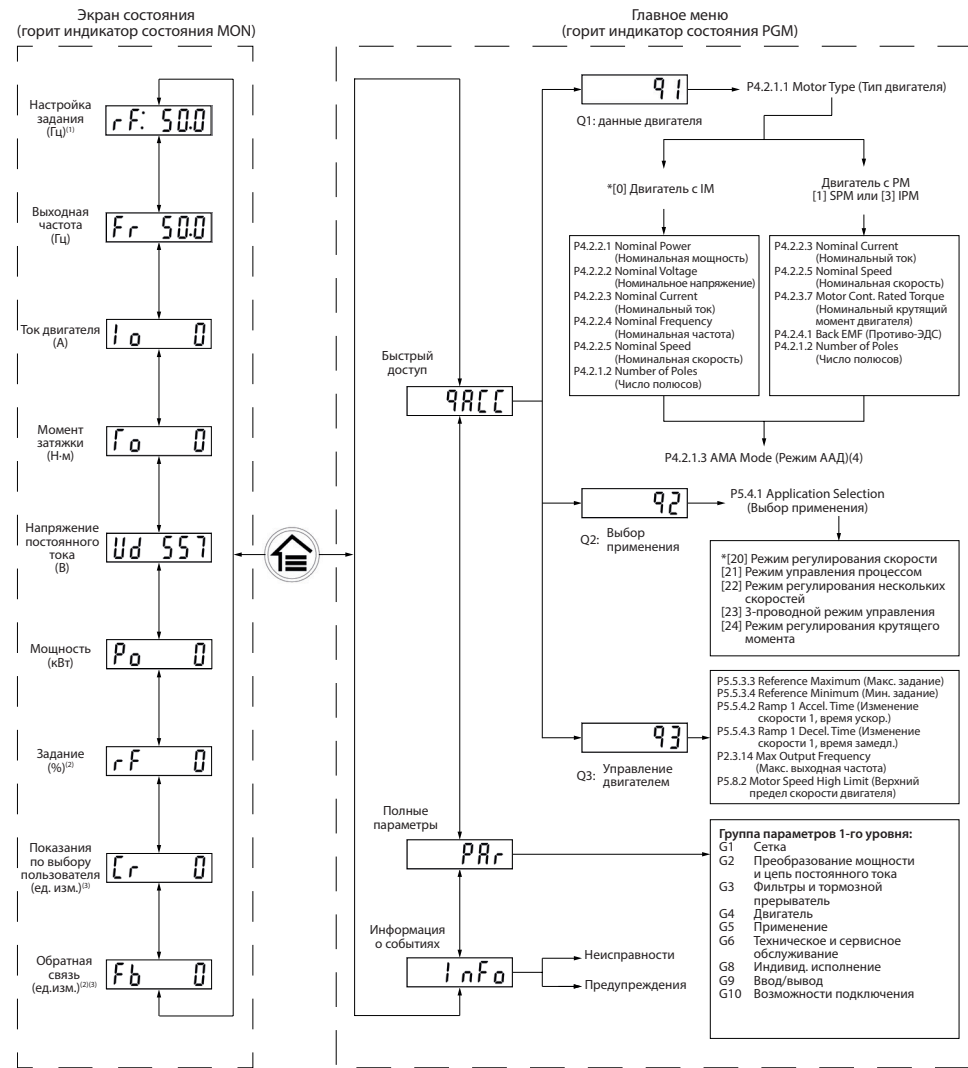 Экран состояния
(горит индикатор состояния MON)
Настройка
задания
(Гц)(1)
rF: 50.0
Выходная
частота
(Гц)
Fr 50.0
Ток двигателя
(А)
Io 0
Момент
затяжки
(Н·м)
To 0
Напряжение
постоянного
тока
(В)
Ud 557
Мощность
(кВт)
Po 0
Задание
(%)(2)
rF 0
Показания
по выбору
пользователя
(ед. изм.)(3)
Cr 0
Обратная
связь
(ед.изм.)(2)(3)
Fb 0
Главное меню
(горит индикатор состояния PGM)
Быстрый
доступ
qACC
q1
Q1: данные двигателя
P4.2.1.1 Motor Type (Тип двигателя)
*[0] Двигатель с IM
Двигатель с PM
[1] SPM или [3] IPM
P4.2.2.1 Nominal Power
(Номинальная мощность)
P4.2.2.2 Nominal Voltage
(Номинальное напряжение)
P4.2.2.3 Nominal Current
(Номинальный ток)
P4.2.2.4 Nominal Frequency
(Номинальная частота)
P4.2.2.5 Nominal Speed
(Номинальная скорость)
P4.2.1.2 Number of Poles
(Число полюсов)
P4.2.2.3 Nominal Current
(Номинальный ток)
P4.2.2.5 Nominal Speed
(Номинальная скорость)
P4.2.3.7 Motor Cont. Rated Torque
(Номинальный крутящий
момент двигателя)
P4.2.4.1 Back EMF (Противо-ЭДС)
P4.2.1.2 Number of Poles
(Число полюсов)
P4.2.1.3 AMA Mode (Режим ААД)(4)
q2
Q2: Выбор
применения
P5.4.1 Application Selection
(Выбор применения)
*[20] Режим регулирования скорости
[21] Режим управления процессом
[22] Режим регулирования нескольких
скоростей
[23] 3-проводной режим управления
[24] Режим регулирования крутящего
момента
q3
Q3: Управление
двигателем
P5.5.3.3 Reference Maximum (Макс. задание)
P5.5.3.4 Reference Minimum (Мин. задание)
P5.5.4.2 Ramp 1 Accel. Time (Изменение
скорости 1, время ускор.)
P5.5.4.3 Ramp 1 Decel. Time (Изменение
скорости 1, время замедл.)
P2.3.14 Max Output Frequency
(Макс. выходная частота)
P5.8.2 Motor Speed High Limit (Верхний
предел скорости двигателя)
Полные
параметры
PAr
Группа параметров 1-го уровня:
G1 Сетка
G2 Преобразование мощности
и цепь постоянного тока
G3 Фильтры и тормозной
прерыватель
G4 Двигатель
G5 Применение
G6 Техническое и сервисное
обслуживание
G8 Индивид. исполнение
G9 Ввод/вывод
G10 Возможности подключения
Информация
о событиях
InFo
Неисправности
Предупреждения